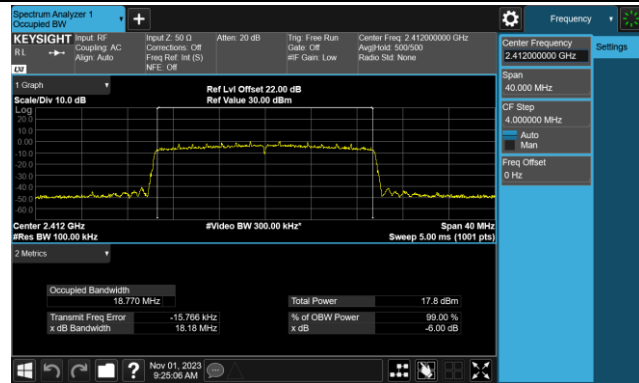 Spectrum Analyzer 1
Occupied BW
+
Frequency
KEYSIGHT
R L
LXI
Input: RF
Coupling: AC
Align: Auto
Input Z: 50 Ω
Corrections: Off
Freq Ref: Int (S)
NFE: Off
Atten: 20 dB
Trig: Free Run
Gate: Off
#IF Gain: Low
Center Freq: 2.412000000 GHz
Avg|Hold: 500/500
Radio Std: None
Center Frequency
2.412000000 GHz
Settings
Span
40.000 MHz
CF Step
4.000000 MHz
Auto
Man
Freq Offset
0 Hz
1 Graph
Scale/Div 10.0 dB
Ref Lvl Offset 22.00 dB
Ref Value 30.00 dBm
Log
20.0
10.0
0.00
-10.0
-20.0
-30.0
-40.0
-50.0
-60.0
Center 2.412 GHz
#Res BW 100.00 kHz
#Video BW 300.00 kHz*
Span 40 MHz
Sweep 5.00 ms (1001 pts)
2 Metrics
Occupied Bandwidth
18.770 MHz
Total Power 17.8 dBm
Transmit Freq Error -15.766 kHz
% of OBW Power 99.00 %
x dB Bandwidth 18.18 MHz
x dB -6.00 dB
?
Nov 01, 2023
9:25:06 AM